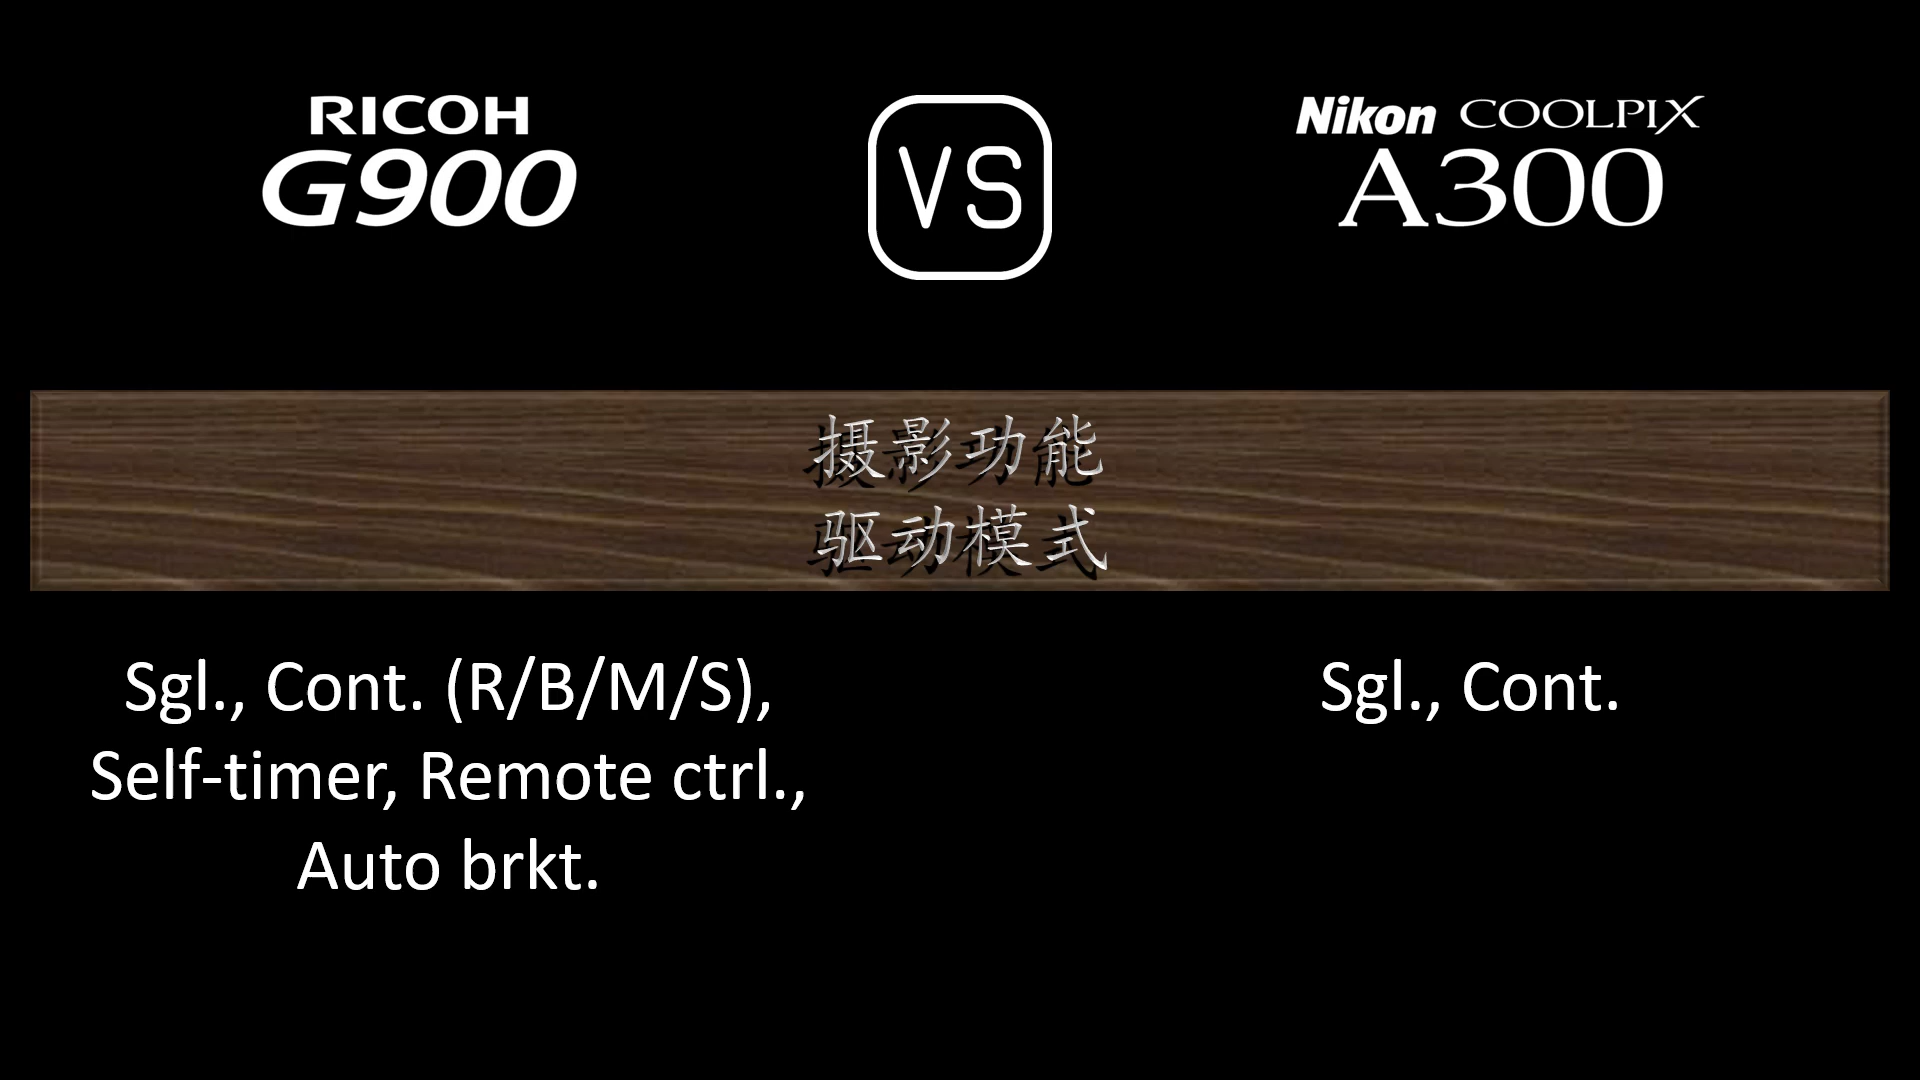 RICOH
G900
VS
Nikon COOLPIX
A300
摄影功能
驱动模式
Sgl., Cont. (R/B/M/S),
Self-timer, Remote ctrl.,
Auto brkt.
Sgl., Cont.